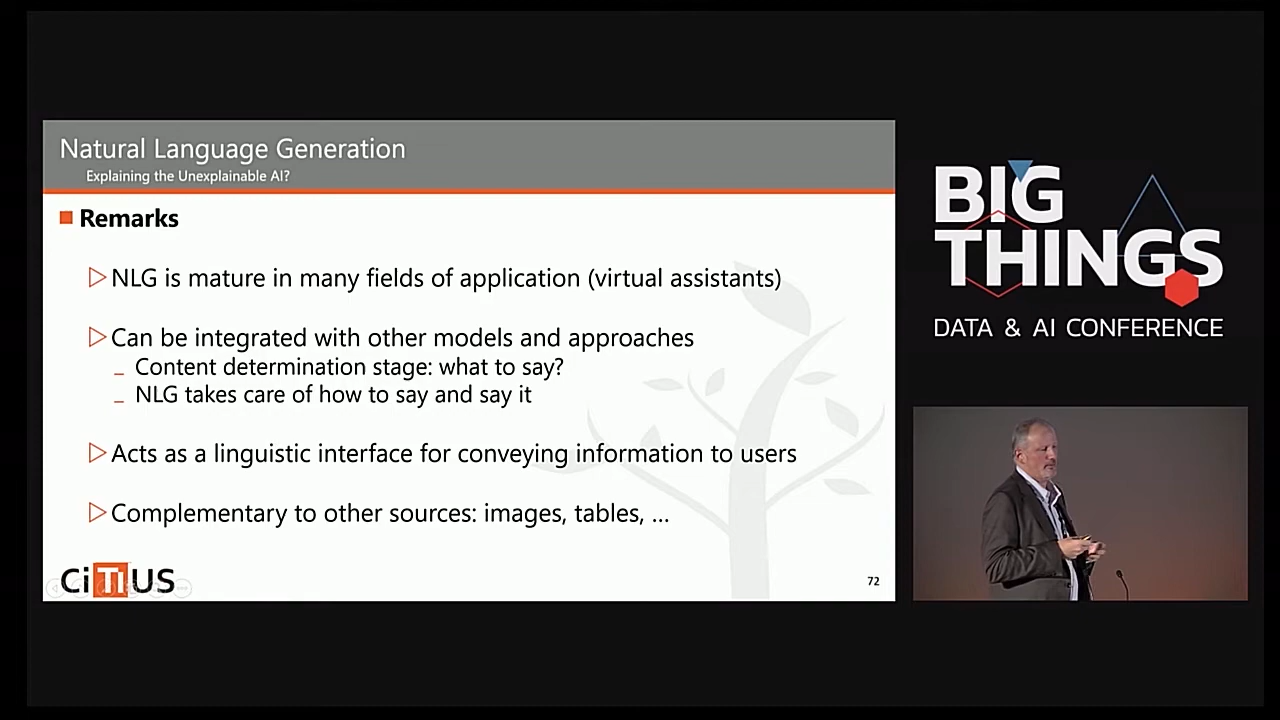 Natural Language Generation
Explaining the Unexplainable AI?
Remarks
NLG is mature in many fields of application (virtual assistants)
Can be integrated with other models and approaches
_ Content determination stage: what to say?
_ NLG takes care of how to say and say it
Acts as a linguistic interface for conveying information to users
Complementary to other sources: images, tables, ...
CiTIUS
72
BIG
THINGS
DATA & AI CONFERENCE